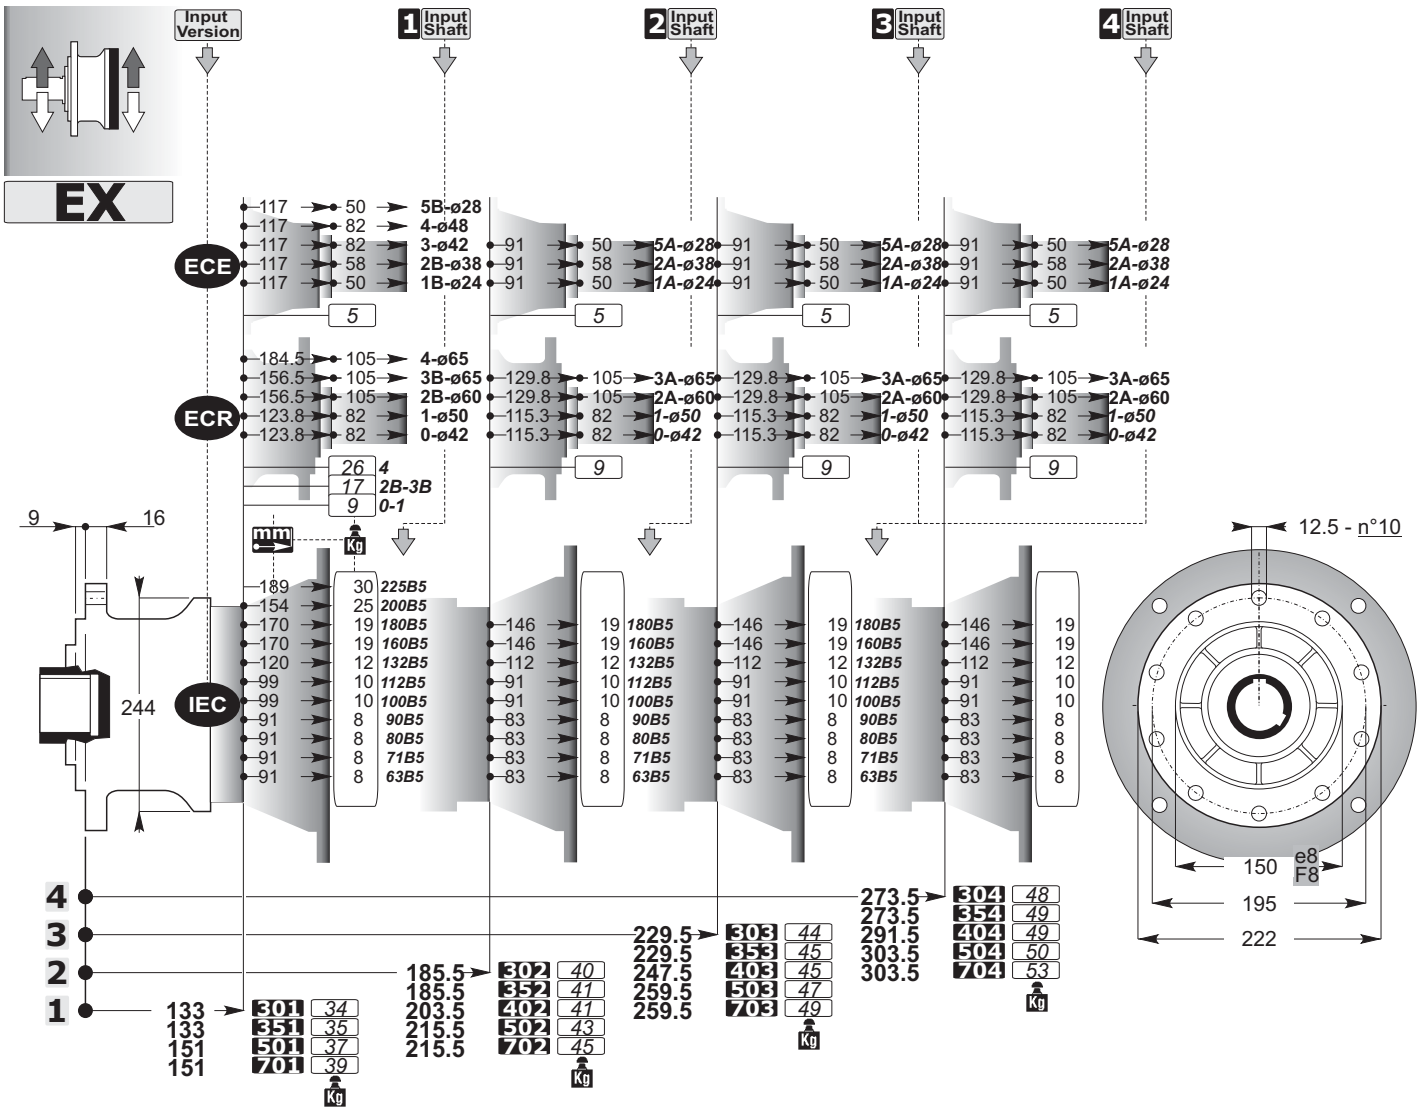 Input
Version
1 Input
Shaft
2 Input
Shaft
3 Input
Shaft
4 Input
Shaft
EX
117 50 5B-ø28
117 82 4-ø48
117 82 3-ø42 91 50 5A-ø28 91 50 5A-ø28 91 50 5A-ø28
ECE
117 58 2B-ø38 91 58 2A-ø38 91 58 2A-ø38 91 58 2A-ø38
117 50 1B-ø24 91 50 1A-ø24 91 50 1A-ø24 91 50 1A-ø24
5 5 5 5
184.5 105 4-ø65
156.5 105 3B-ø65 129.8 105 3A-ø65 129.8 105 3A-ø65 129.8 105 3A-ø65
156.5 105 2B-ø60 129.8 105 2A-ø60 129.8 105 2A-ø60 129.8 105 2A-ø60
ECR
123.8 82 1-ø50 115.3 82 1-ø50 115.3 82 1-ø50 115.3 82 1-ø50
123.8 82 0-ø42 115.3 82 0-ø42 115.3 82 0-ø42 115.3 82 0-ø42
26 4 9 9 9
17 2B-3B
9 0-1
9 16
mm Kg
12.5 - n°10
189 30 225B5
154 25 200B5
170 19 180B5 146 19 180B5 146 19 180B5 146 19
170 19 160B5 146 19 160B5 146 19 160B5 146 19
120 12 132B5 112 12 132B5 112 12 132B5 112 12
99 10 112B5 91 10 112B5 91 10 112B5 91 10
244 IEC
99 10 100B5 91 10 100B5 91 10 100B5 91 10
91 8 90B5 83 8 90B5 83 8 90B5 83 8
91 8 80B5 83 8 80B5 83 8 80B5 83 8
91 8 71B5 83 8 71B5 83 8 71B5 83 8
91 8 63B5 83 8 63B5 83 8 63B5 83 8
150 e8
F8
195
222
4 273.5 304 48
273.5 354 49
291.5 404 49
303.5 504 50
303.5 704 53
Kg
3 229.5 303 44
229.5 353 45
247.5 403 45
259.5 503 47
259.5 703 49
Kg
2 185.5 302 40
185.5 352 41
203.5 402 41
215.5 502 43
215.5 702 45
Kg
1 133 301 34
133 351 35
151 501 37
151 701 39
Kg